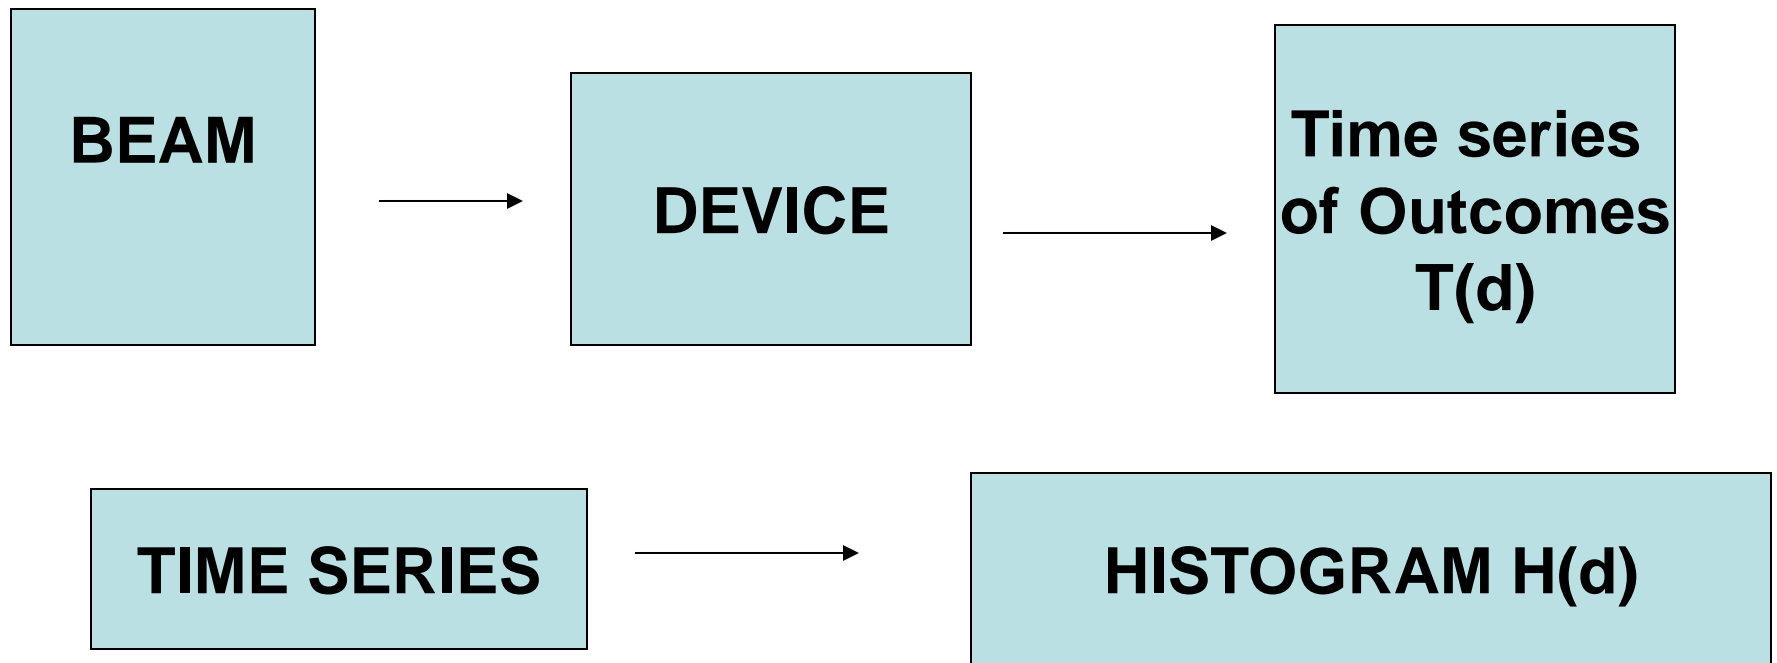 BEAM
DEVICE
Time series
of Outcomes
T(d)
TIME SERIES
HISTOGRAM H(d)